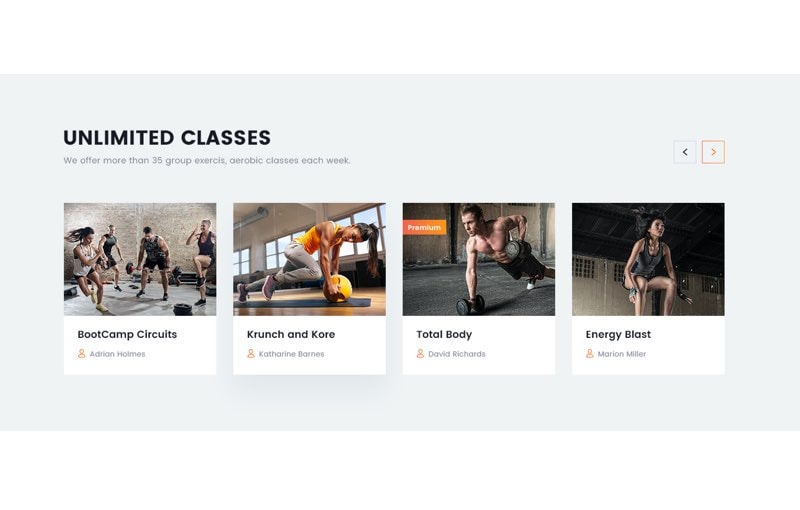 UNLIMITED CLASSES
We offer more than 35 group exercis, aerobic classes each week.
Premium
BootCamp Circuits
Adrian Holmes
Krunch and Kore
Katharine Barnes
Total Body
David Richards
Energy Blast
Marion Miller